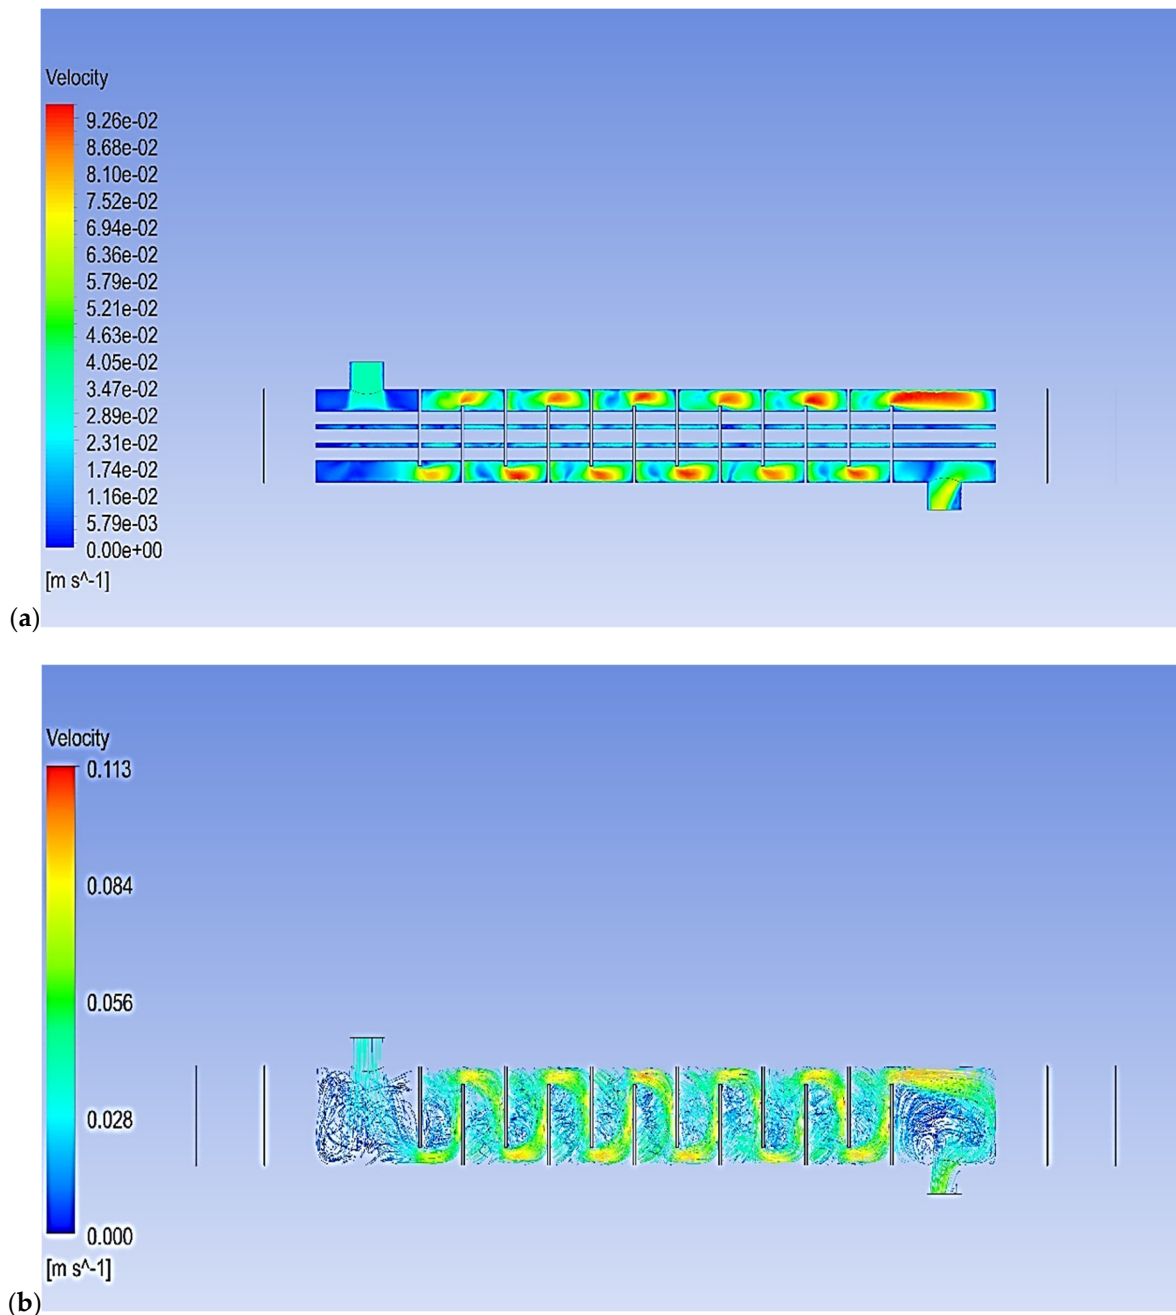 Velocity
9.26e-02
8.68e-02
8.10e-02
7.52e-02
6.94e-02
6.36e-02
5.79e-02
5.21e-02
4.63e-02
4.05e-02
3.47e-02
2.89e-02
2.31e-02
1.74e-02
1.16e-02
5.79e-03
0.00e+00
[m s^-1]
(a)
Velocity
0.113
0.084
0.056
0.028
0.000
[m s^-1]
(b)